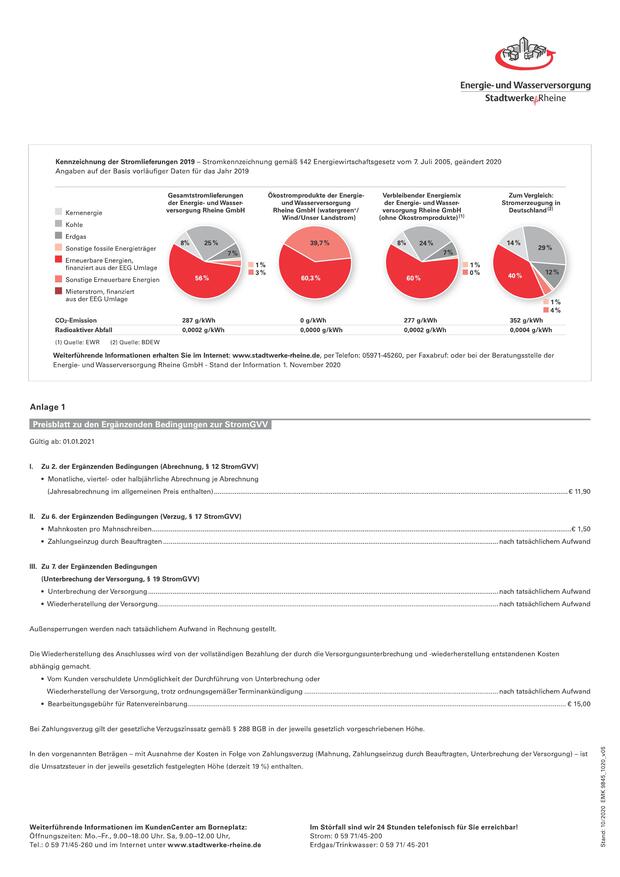 Energie- und Wasserversorgung
Stadtwerke Rheine
Kennzeichnung der Stromlieferungen 2019 – Stromkennzeichnung gemäß §42 Energiewirtschaftsgesetz vom 7. Juli 2005, geändert 2020
Angaben auf der Basis vorläufiger Daten für das Jahr 2019
Kernenergie
Kohle
Erdgas
Sonstige fossile Energieträger
Erneuerbare Energien,
finanziert aus der EEG Umlage
Sonstige Erneuerbare Energien
Mieterstrom, finanziert
aus der EEG Umlage
Gesamtstromlieferungen
der Energie- und Wasser-
versorgung Rheine GmbH
8%
25 %
7 %
1 %
3 %
56 %
Ökostromprodukte der Energie-
und Wasserversorgung
Rheine GmbH (watergreen⁺/
Wind/Unser Landstrom)
39,7 %
60,3 %
Verbleibender Energiemix
der Energie- und Wasser-
versorgung Rheine GmbH
(ohne Ökostromprodukte)(1)
8%
24 %
7 %
1 %
0 %
60 %
Zum Vergleich:
Stromerzeugung in
Deutschland(2)
14 %
29 %
12 %
1 %
4 %
40 %
CO₂-Emission 287 g/kWh 0 g/kWh 277 g/kWh 352 g/kWh
Radioaktiver Abfall 0,0002 g/kWh 0,0000 g/kWh 0,0002 g/kWh 0,0004 g/kWh
(1) Quelle: EWR (2) Quelle: BDEW
Weiterführende Informationen erhalten Sie im Internet: www.stadtwerke-rheine.de, per Telefon: 05971-45260, per Faxabruf: oder bei der Beratungsstelle der
Energie- und Wasserversorgung Rheine GmbH - Stand der Information 1. November 2020
Anlage 1
Preisblatt zu den Ergänzenden Bedingungen zur StromGVV
Gültig ab: 01.01.2021
I. Zu 2. der Ergänzenden Bedingungen (Abrechnung, § 12 StromGVV)
• Monatliche, viertel- oder halbjährliche Abrechnung je Abrechnung
(Jahresabrechnung im allgemeinen Preis enthalten) € 11,90
II. Zu 6. der Ergänzenden Bedingungen (Verzug, § 17 StromGVV)
• Mahnkosten pro Mahnschreiben € 1,50
• Zahlungseinzug durch Beauftragten nach tatsächlichem Aufwand
III. Zu 7. der Ergänzenden Bedingungen
(Unterbrechung der Versorgung, § 19 StromGVV)
• Unterbrechung der Versorgung nach tatsächlichem Aufwand
• Wiederherstellung der Versorgung nach tatsächlichem Aufwand
Außensperrungen werden nach tatsächlichem Aufwand in Rechnung gestellt.
Die Wiederherstellung des Anschlusses wird von der vollständigen Bezahlung der durch die Versorgungsunterbrechung und -wiederherstellung entstandenen Kosten
abhängig gemacht.
• Vom Kunden verschuldete Unmöglichkeit der Durchführung von Unterbrechung oder
Wiederherstellung der Versorgung, trotz ordnungsgemäßer Terminankündigung nach tatsächlichem Aufwand
• Bearbeitungsgebühr für Ratenvereinbarung € 15,00
Bei Zahlungsverzug gilt der gesetzliche Verzugszinssatz gemäß § 288 BGB in der jeweils gesetzlich vorgeschriebenen Höhe.
In den vorgenannten Beträgen – mit Ausnahme der Kosten in Folge von Zahlungsverzug (Mahnung, Zahlungseinzug durch Beauftragten, Unterbrechung der Versorgung) – ist
die Umsatzsteuer in der jeweils gesetzlich festgelegten Höhe (derzeit 19 %) enthalten.
Stand: 10/2020 EMK 9845_1020_v05
Weiterführende Informationen im KundenCenter am Borneplatz:
Öffnungszeiten: Mo.–Fr., 9.00–18.00 Uhr. Sa, 9.00–12.00 Uhr,
Tel.: 0 59 71/45-260 und im Internet unter www.stadtwerke-rheine.de
Im Störfall sind wir 24 Stunden telefonisch für Sie erreichbar!
Strom: 0 59 71/45-200
Erdgas/Trinkwasser: 0 59 71/ 45-201